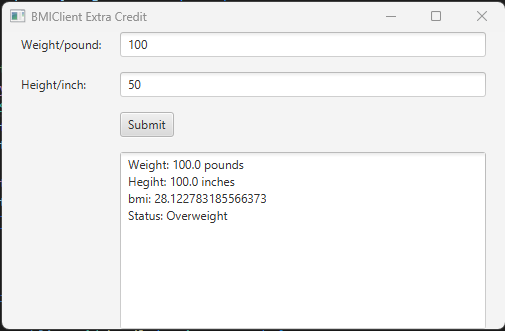 BMIClient Extra Credit
Weight/pound: 100
Height/inch: 50
Submit
Weight: 100.0 pounds
Hegiht: 100.0 inches
bmi: 28.122783185566373
Status: Overweight